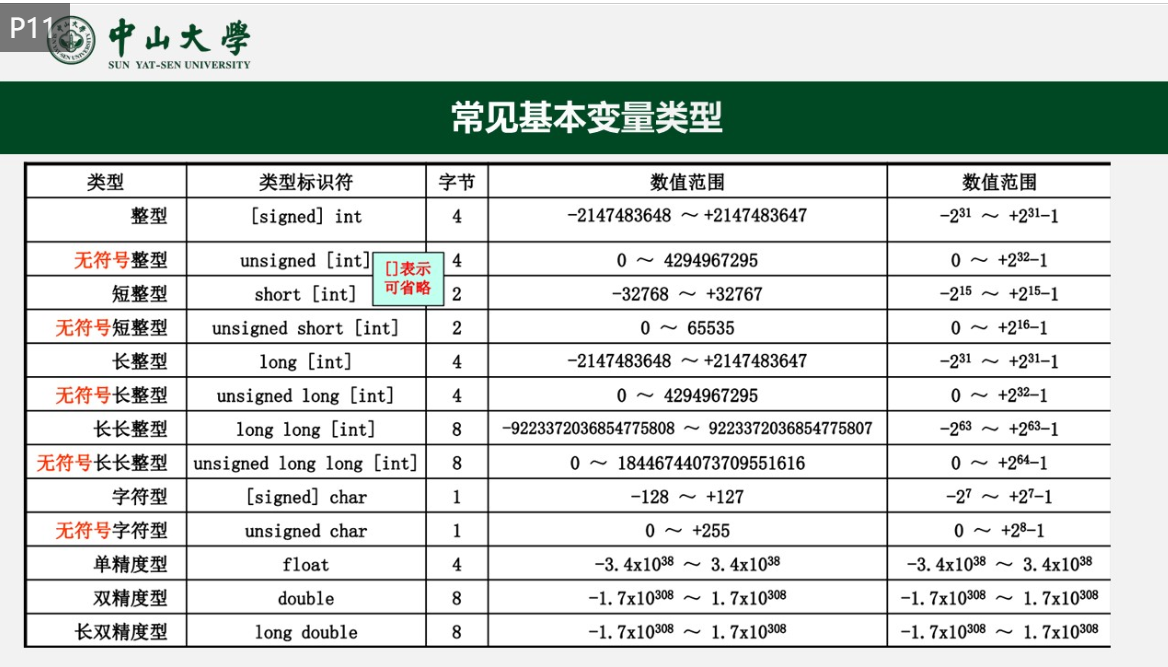 P11
中山大學
SUN YAT-SEN UNIVERSITY
常见基本变量类型
类型 类型标识符 字节 数值范围 数值范围
整型 [signed] int 4 -2147483648 ～ +2147483647 -2³¹ ～ +2³¹-1
无符号整型 unsigned [int] 4 0 ～ 4294967295 0 ～ +2³²-1
[]表示
可省略
短整型 short [int] 2 -32768 ～ +32767 -2¹⁵ ～ +2¹⁵-1
无符号短整型 unsigned short [int] 2 0 ～ 65535 0 ～ +2¹⁶-1
长整型 long [int] 4 -2147483648 ～ +2147483647 -2³¹ ～ +2³¹-1
无符号长整型 unsigned long [int] 4 0 ～ 4294967295 0 ～ +2³²-1
长长整型 long long [int] 8 -9223372036854775808 ～ 9223372036854775807 -2⁶³ ～ +2⁶³-1
无符号长长整型 unsigned long long [int] 8 0 ～ 18446744073709551616 0 ～ +2⁶⁴-1
字符型 [signed] char 1 -128 ～ +127 -2⁷ ～ +2⁷-1
无符号字符型 unsigned char 1 0 ～ +255 0 ～ +2⁸-1
单精度型 float 4 -3.4x10³⁸ ～ 3.4x10³⁸ -3.4x10³⁸ ～ 3.4x10³⁸
双精度型 double 8 -1.7x10³⁰⁸ ～ 1.7x10³⁰⁸ -1.7x10³⁰⁸ ～ 1.7x10³⁰⁸
长双精度型 long double 8 -1.7x10³⁰⁸ ～ 1.7x10³⁰⁸ -1.7x10³⁰⁸ ～ 1.7x10³⁰⁸